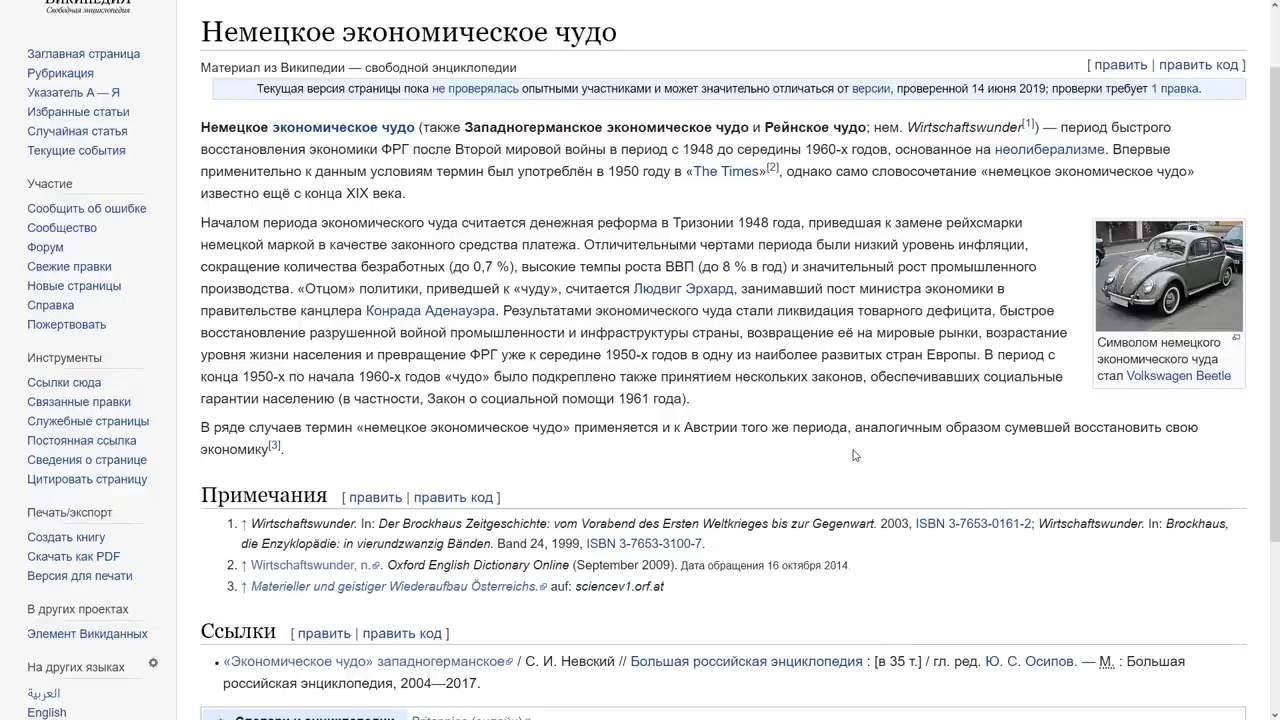 Свободная энциклопедия
Заглавная страница
Рубрикация
Указатель А — Я
Избранные статьи
Случайная статья
Текущие события
Участие
Сообщить об ошибке
Сообщество
Форум
Свежие правки
Новые страницы
Справка
Пожертвовать
Инструменты
Ссылки сюда
Связанные правки
Служебные страницы
Постоянная ссылка
Сведения о странице
Цитировать страницу
Печать/экспорт
Создать книгу
Скачать как PDF
Версия для печати
В других проектах
Элемент Викиданных
На других языках
العربية
English
Немецкое экономическое чудо
Материал из Википедии — свободной энциклопедии
[ править | править код ]
Текущая версия страницы пока не проверялась опытными участниками и может значительно отличаться от версии, проверенной 14 июня 2019; проверки требует 1 правка.
Немецкое экономическое чудо (также Западногерманское экономическое чудо и Рейнское чудо; нем. Wirtschaftswunder[1]) — период быстрого
восстановления экономики ФРГ после Второй мировой войны в период с 1948 до середины 1960-х годов, основанное на неолиберализме. Впервые
применительно к данным условиям термин был употреблён в 1950 году в «The Times»[2], однако само словосочетание «немецкое экономическое чудо»
известно ещё с конца XIX века.
Началом периода экономического чуда считается денежная реформа в Тризонии 1948 года, приведшая к замене рейхсмарки
немецкой маркой в качестве законного средства платежа. Отличительными чертами периода были низкий уровень инфляции,
сокращение количества безработных (до 0,7 %), высокие темпы роста ВВП (до 8 % в год) и значительный рост промышленного
производства. «Отцом» политики, приведшей к «чуду», считается Людвиг Эрхард, занимавший пост министра экономики в
правительстве канцлера Конрада Аденауэра. Результатами экономического чуда стали ликвидация товарного дефицита, быстрое
восстановление разрушенной войной промышленности и инфраструктуры страны, возвращение её на мировые рынки, возрастание
уровня жизни населения и превращение ФРГ уже к середине 1950-х годов в одну из наиболее развитых стран Европы. В период с
конца 1950-х по начала 1960-х годов «чудо» было подкреплено также принятием нескольких законов, обеспечивавших социальные
гарантии населению (в частности, Закон о социальной помощи 1961 года).
Символом немецкого
экономического чуда
стал Volkswagen Beetle
В ряде случаев термин «немецкое экономическое чудо» применяется и к Австрии того же периода, аналогичным образом сумевшей восстановить свою
экономику[3].
Примечания [ править | править код ]
1. ↑ Wirtschaftswunder. In: Der Brockhaus Zeitgeschichte: vom Vorabend des Ersten Weltkrieges bis zur Gegenwart. 2003, ISBN 3-7653-0161-2; Wirtschaftswunder. In: Brockhaus,
die Enzyklopädie: in vierundzwanzig Bänden. Band 24, 1999, ISBN 3-7653-3100-7.
2. ↑ Wirtschaftswunder, n. Oxford English Dictionary Online (September 2009). Дата обращения 16 октября 2014.
3. ↑ Materieller und geistiger Wiederaufbau Österreichs. auf: sciencev1.orf.at
Ссылки [ править | править код ]
• «Экономическое чудо» западногерманское / С. И. Невский // Большая российская энциклопедия : [в 35 т.] / гл. ред. Ю. С. Осипов. — М. : Большая
российская энциклопедия, 2004—2017.